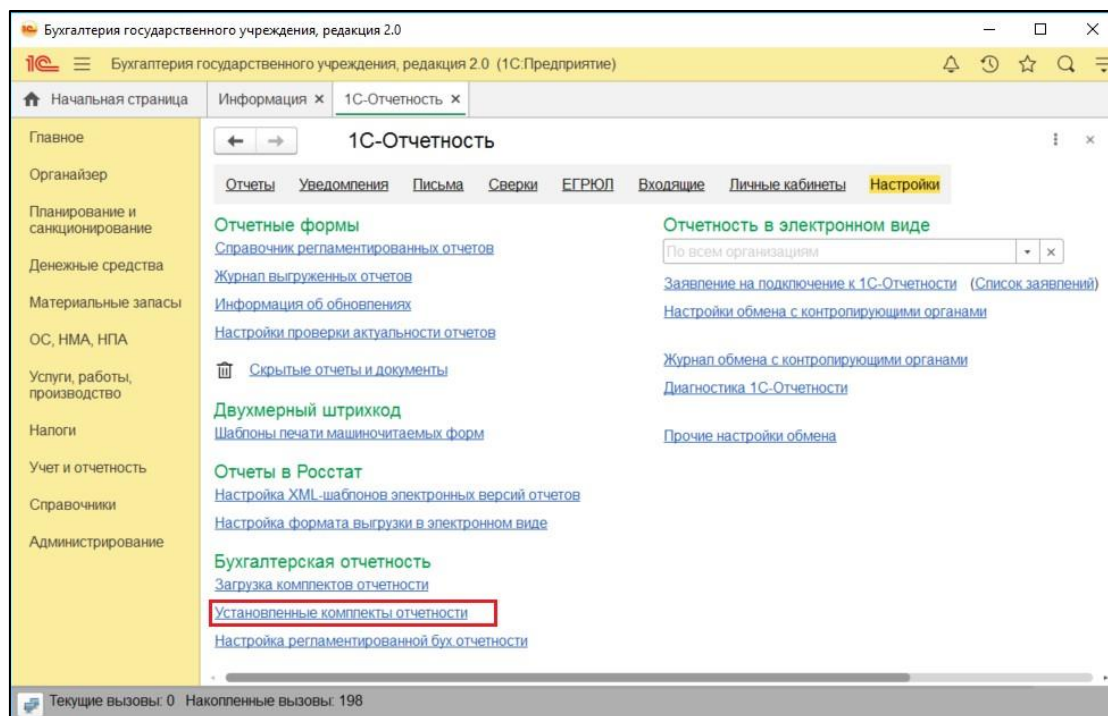 Бухгалтерия государственного учреждения, редакция 2.0
Бухгалтерия государственного учреждения, редакция 2.0 (1С:Предприятие)
Начальная страница
Информация ×
1С-Отчетность ×
Главное
Органайзер
Планирование и
санкционирование
Денежные средства
Материальные запасы
ОС, НМА, НПА
Услуги, работы,
производство
Налоги
Учет и отчетность
Справочники
Администрирование
1С-Отчетность
Отчеты Уведомления Письма Сверки ЕГРЮЛ Входящие Личные кабинеты Настройки
Отчетные формы
Справочник регламентированных отчетов
Журнал выгруженных отчетов
Информация об обновлениях
Настройки проверки актуальности отчетов
Скрытые отчеты и документы
Двухмерный штрихкод
Шаблоны печати машиночитаемых форм
Отчеты в Росстат
Настройка XML-шаблонов электронных версий отчетов
Настройка формата выгрузки в электронном виде
Бухгалтерская отчетность
Загрузка комплектов отчетности
Установленные комплекты отчетности
Настройка регламентированной бух.отчетности
Отчетность в электронном виде
По всем организациям
Заявление на подключение к 1С-Отчетности (Список заявлений)
Настройки обмена с контролирующими органами
Журнал обмена с контролирующими органами
Диагностика 1С-Отчетности
Прочие настройки обмена
Текущие вызовы: 0 Накопленные вызовы: 198